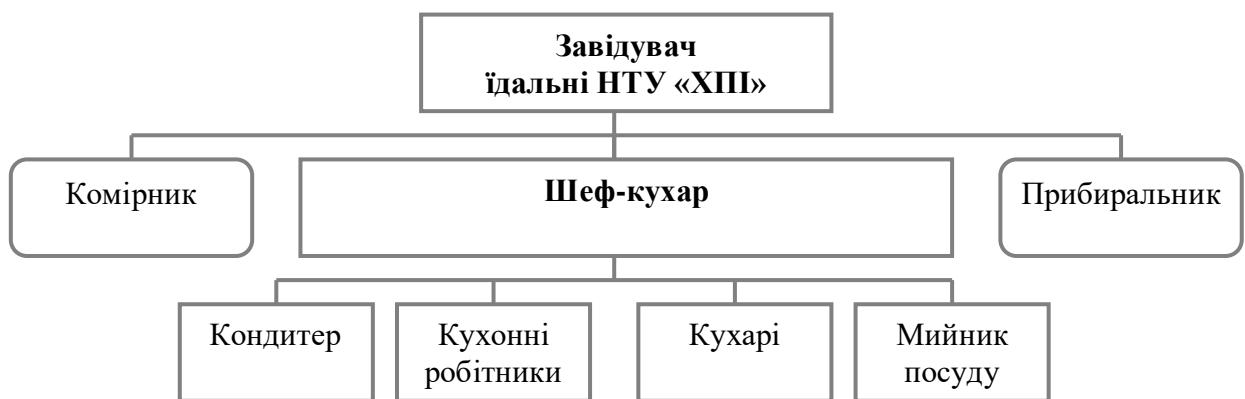 Завідувач
їдальні НТУ «ХПІ»
Комірник
Шеф-кухар
Прибиральник
Кондитер
Кухонні
робітники
Кухарі
Мийник
посуду